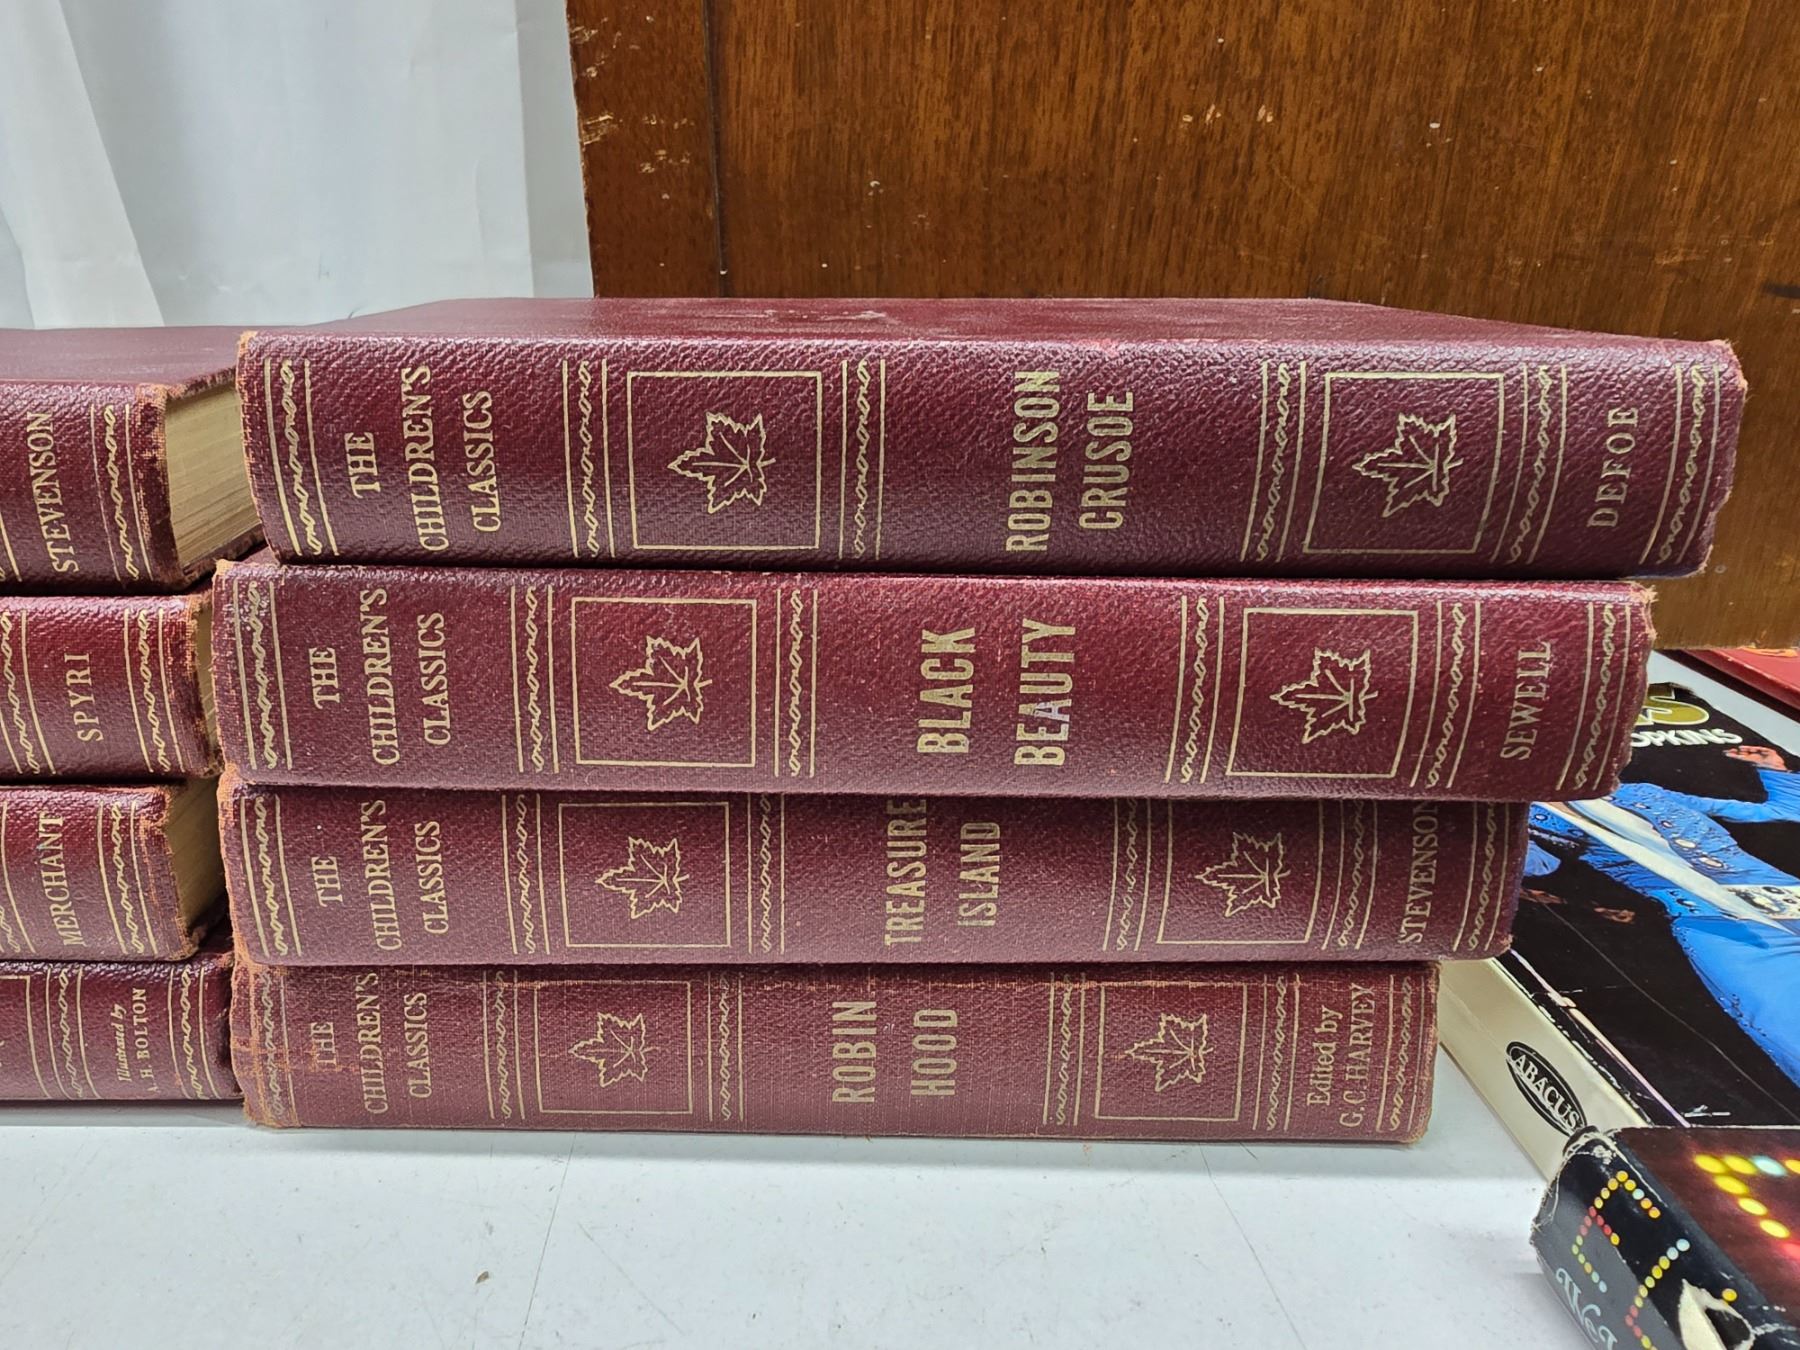 STEVENSON
SPYRI
MERCHANT
Illustrated by
A. H. BOLTON
THE
CHILDREN'S
CLASSICS
ROBINSON
CRUSOE
DEFOE
THE
CHILDREN'S
CLASSICS
BLACK
BEAUTY
SEWELL
THE
CHILDREN'S
CLASSICS
TREASURE
ISLAND
STEVENSON
THE
CHILDREN'S
CLASSICS
ROBIN
HOOD
Edited by
G. C. HARVEY
ABACUS